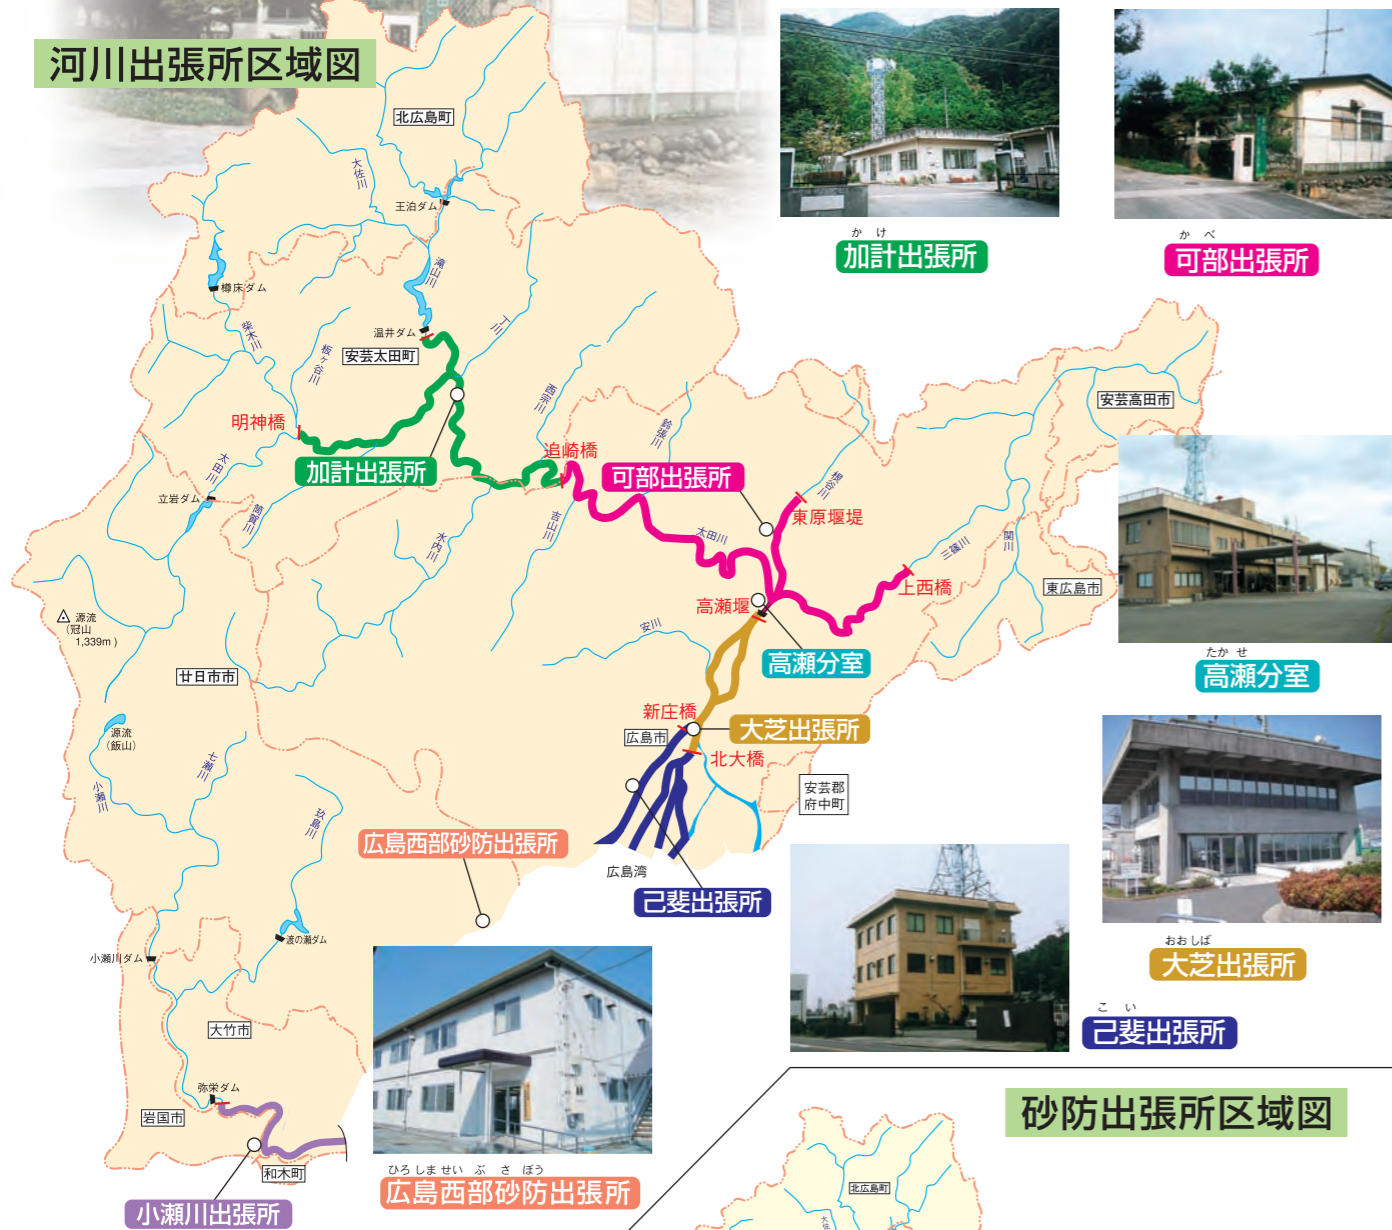 河川出張所区域図
北広島町
大佐川
王泊ダム
滝山川
樽床ダム
柴木川
板ヶ谷川
温井ダム
安芸太田町
丁川
西宗川
明神橋
加計出張所
太田川
立岩ダム
筒賀川
水内川
吉山川
追崎橋
鈴張川
可部出張所
太田川
根谷川
東原堰堤
三篠川
上西橋
関川
安芸高田市
東広島市
高瀬堰
高瀬分室
安川
新庄橋
広島市
大芝出張所
北大橋
安芸郡
府中町
源流
(冠山
1,339m)
廿日市市
源流
(飯山)
七瀬川
小瀬川
玖島川
広島西部砂防出張所
広島湾
己斐出張所
渡の瀬ダム
小瀬川ダム
大竹市
弥栄ダム
岩国市
和木町
小瀬川出張所
かけ
加計出張所
かべ
可部出張所
たかせ
高瀬分室
おおしば
大芝出張所
こい
己斐出張所
ひろしませいぶさぼう
広島西部砂防出張所
砂防出張所区域図
北広島町
大佐